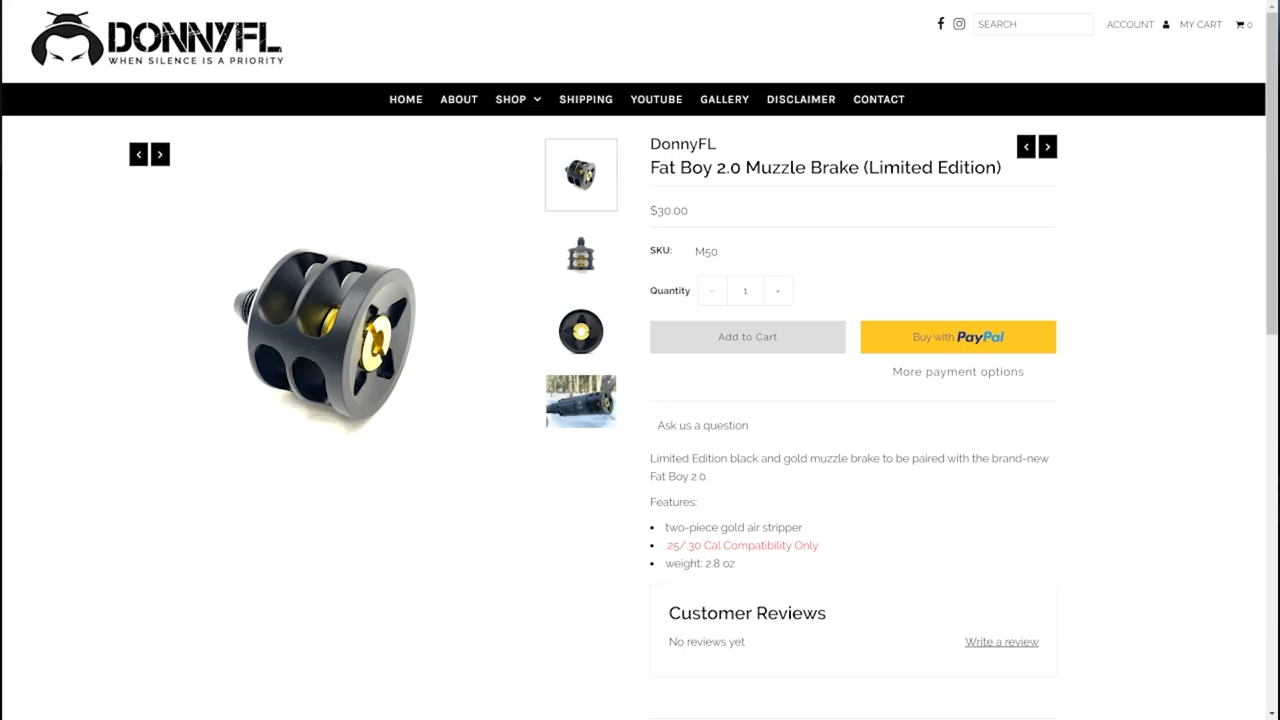 DONNYFL
WHEN SILENCE IS A PRIORITY
SEARCH
ACCOUNT
MY CART
0
HOME ABOUT SHOP SHIPPING YOUTUBE GALLERY DISCLAIMER CONTACT
DonnyFL
Fat Boy 2.0 Muzzle Brake (Limited Edition)
$30.00
SKU: M50
Quantity − 1 +
Add to Cart
Buy with PayPal
More payment options
Ask us a question
Limited Edition black and gold muzzle brake to be paired with the brand-new
Fat Boy 2.0.
Features:
• two-piece gold air stripper
• .25/.30 Cal Compatibility Only
• weight: 2.8 oz
Customer Reviews
No reviews yet
Write a review